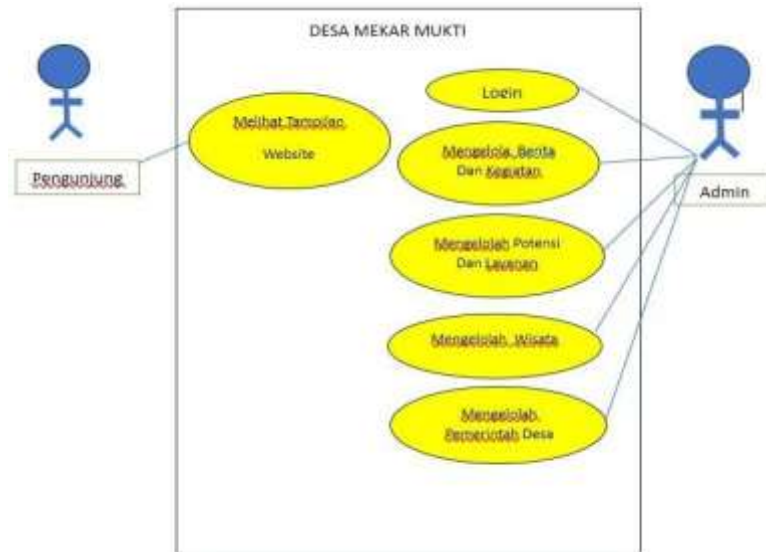 DESA MEKAR MUKTI
Login
Melihat Tampilan
Website
Mengelola Berita
Dan Kegiatan
Pengunjung
Admin
Mengelolah Potensi
Dan Layanan
Mengelolah Wisata
Mengelolah
Pemerintah Desa